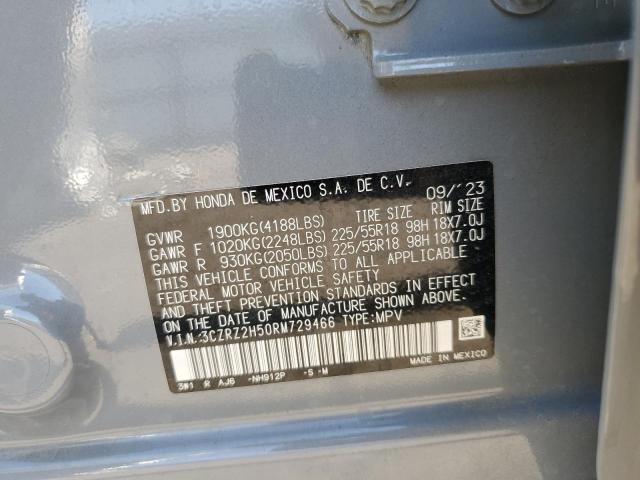 MFD.BY HONDA DE MEXICO S.A. DE C.V. 09/'23
TIRE SIZE RIM SIZE
GVWR 1900KG(4188LBS)
GAWR F 1020KG(2248LBS) 225/55R18 98H 18X7.0J
GAWR R 930KG(2050LBS) 225/55R18 98H 18X7.0J
THIS VEHICLE CONFORMS TO ALL APPLICABLE
FEDERAL MOTOR VEHICLE SAFETY
AND THEFT PREVENTION STANDARDS IN EFFECT
ON THE DATE OF MANUFACTURE SHOWN ABOVE.
V.I.N.:3CZRZ2H50RM729466 TYPE:MPV
MADE IN MEXICO
3W1 R AJ6 -NH912P -S -M